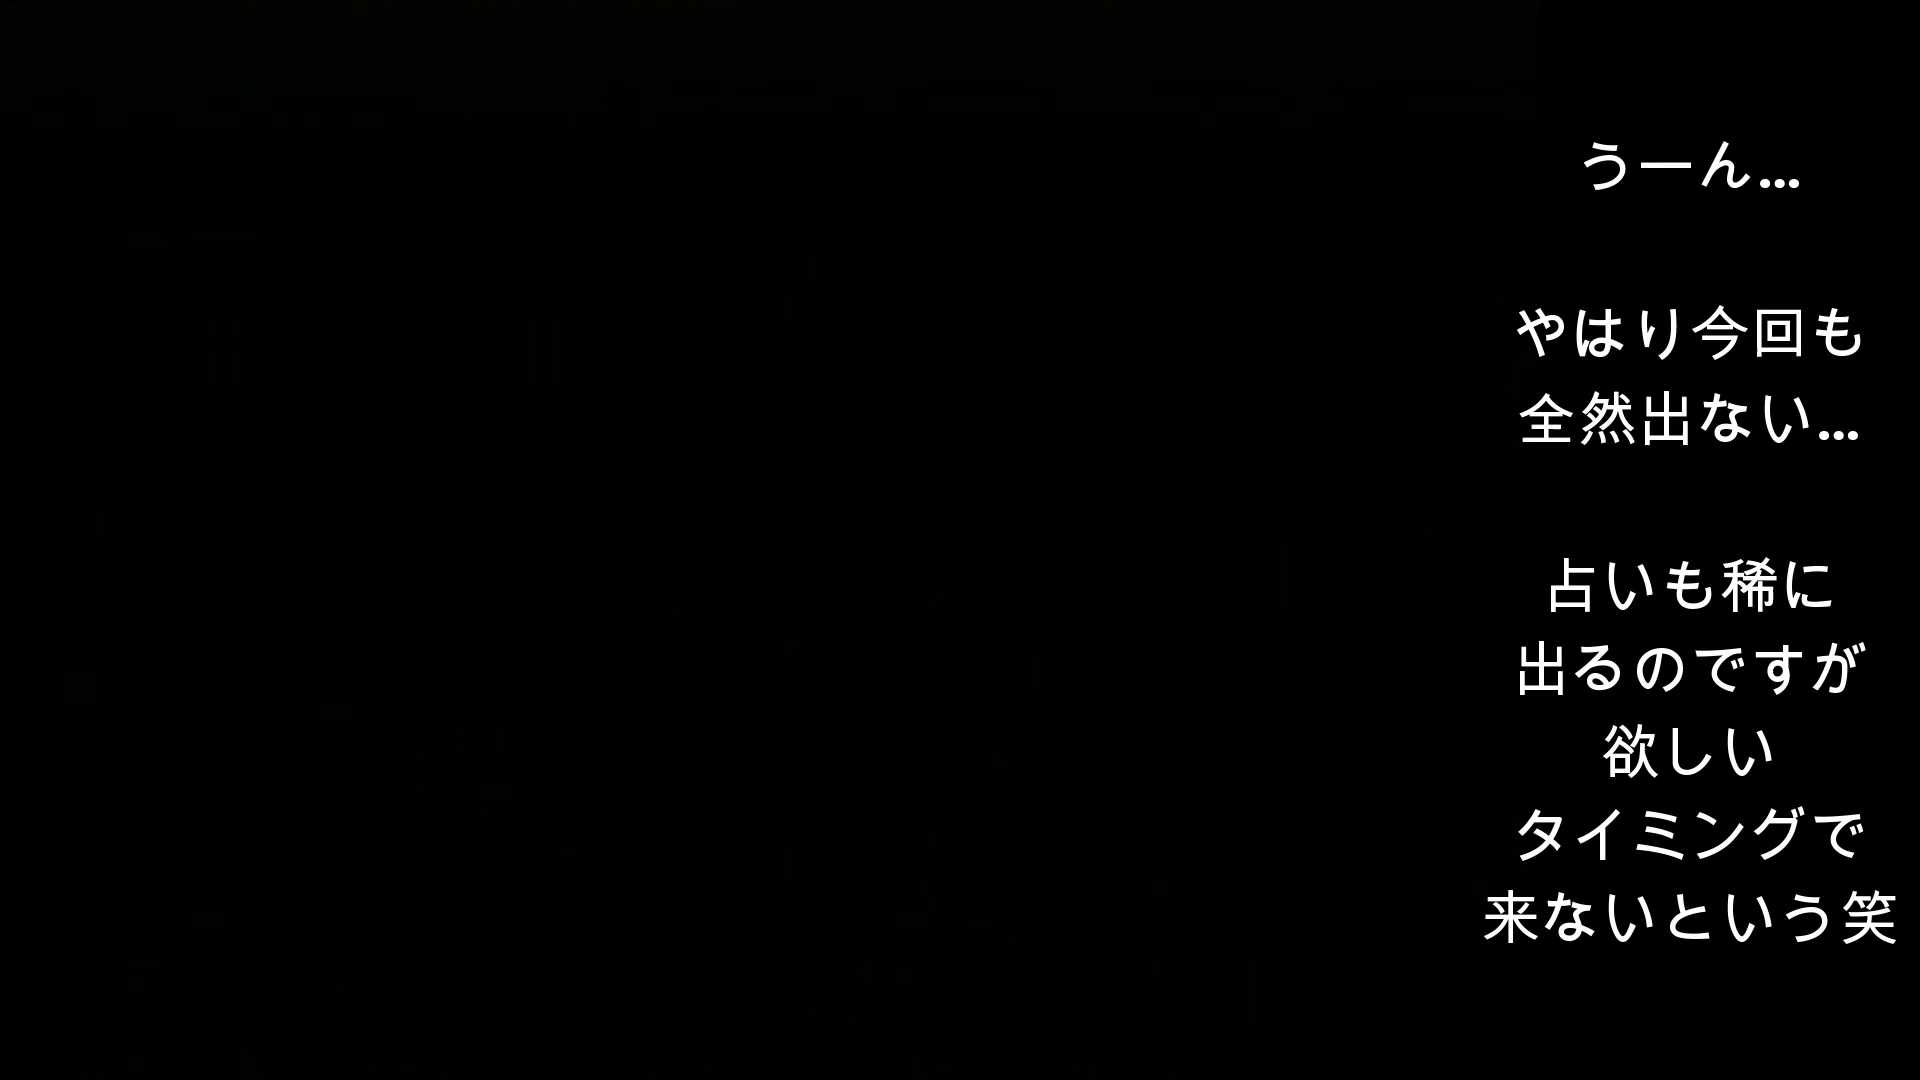 うーん…
やはり今回も
全然出ない…
占いも稀に
出るのですが
欲しい
タイミングで
来ないという笑